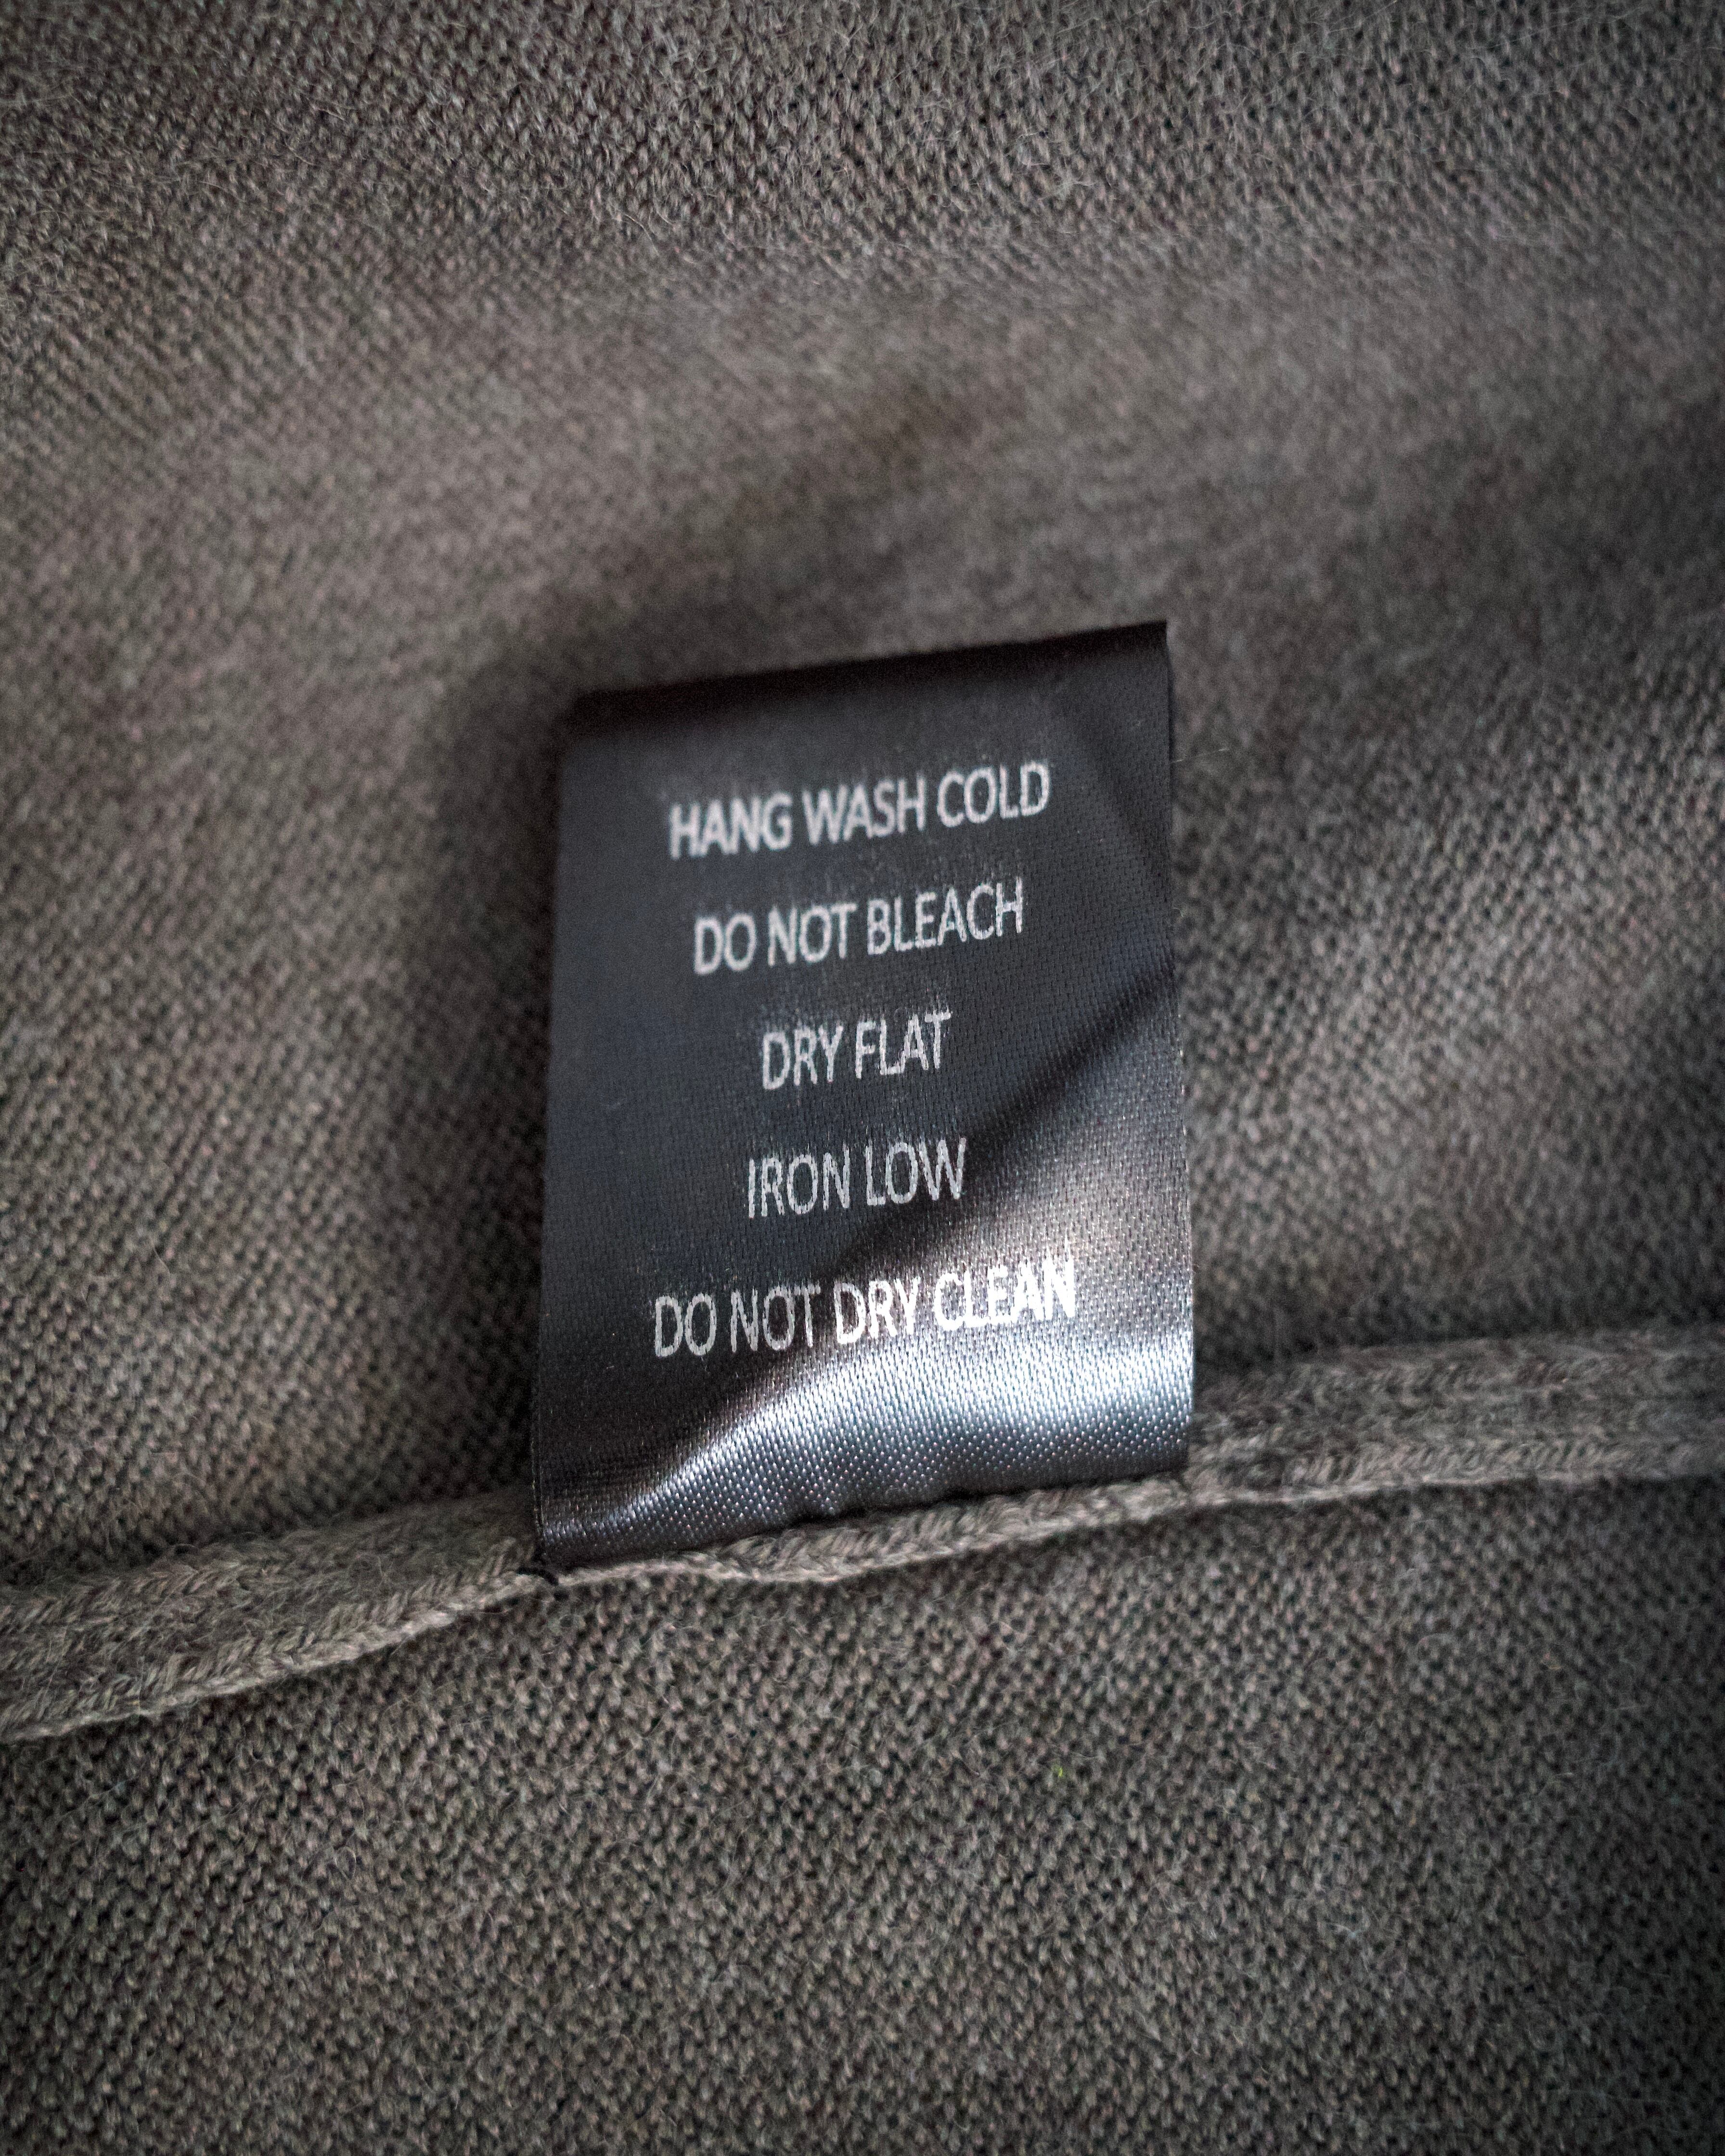 HANG WASH COLD
DO NOT BLEACH
DRY FLAT
IRON LOW
DO NOT DRY CLEAN